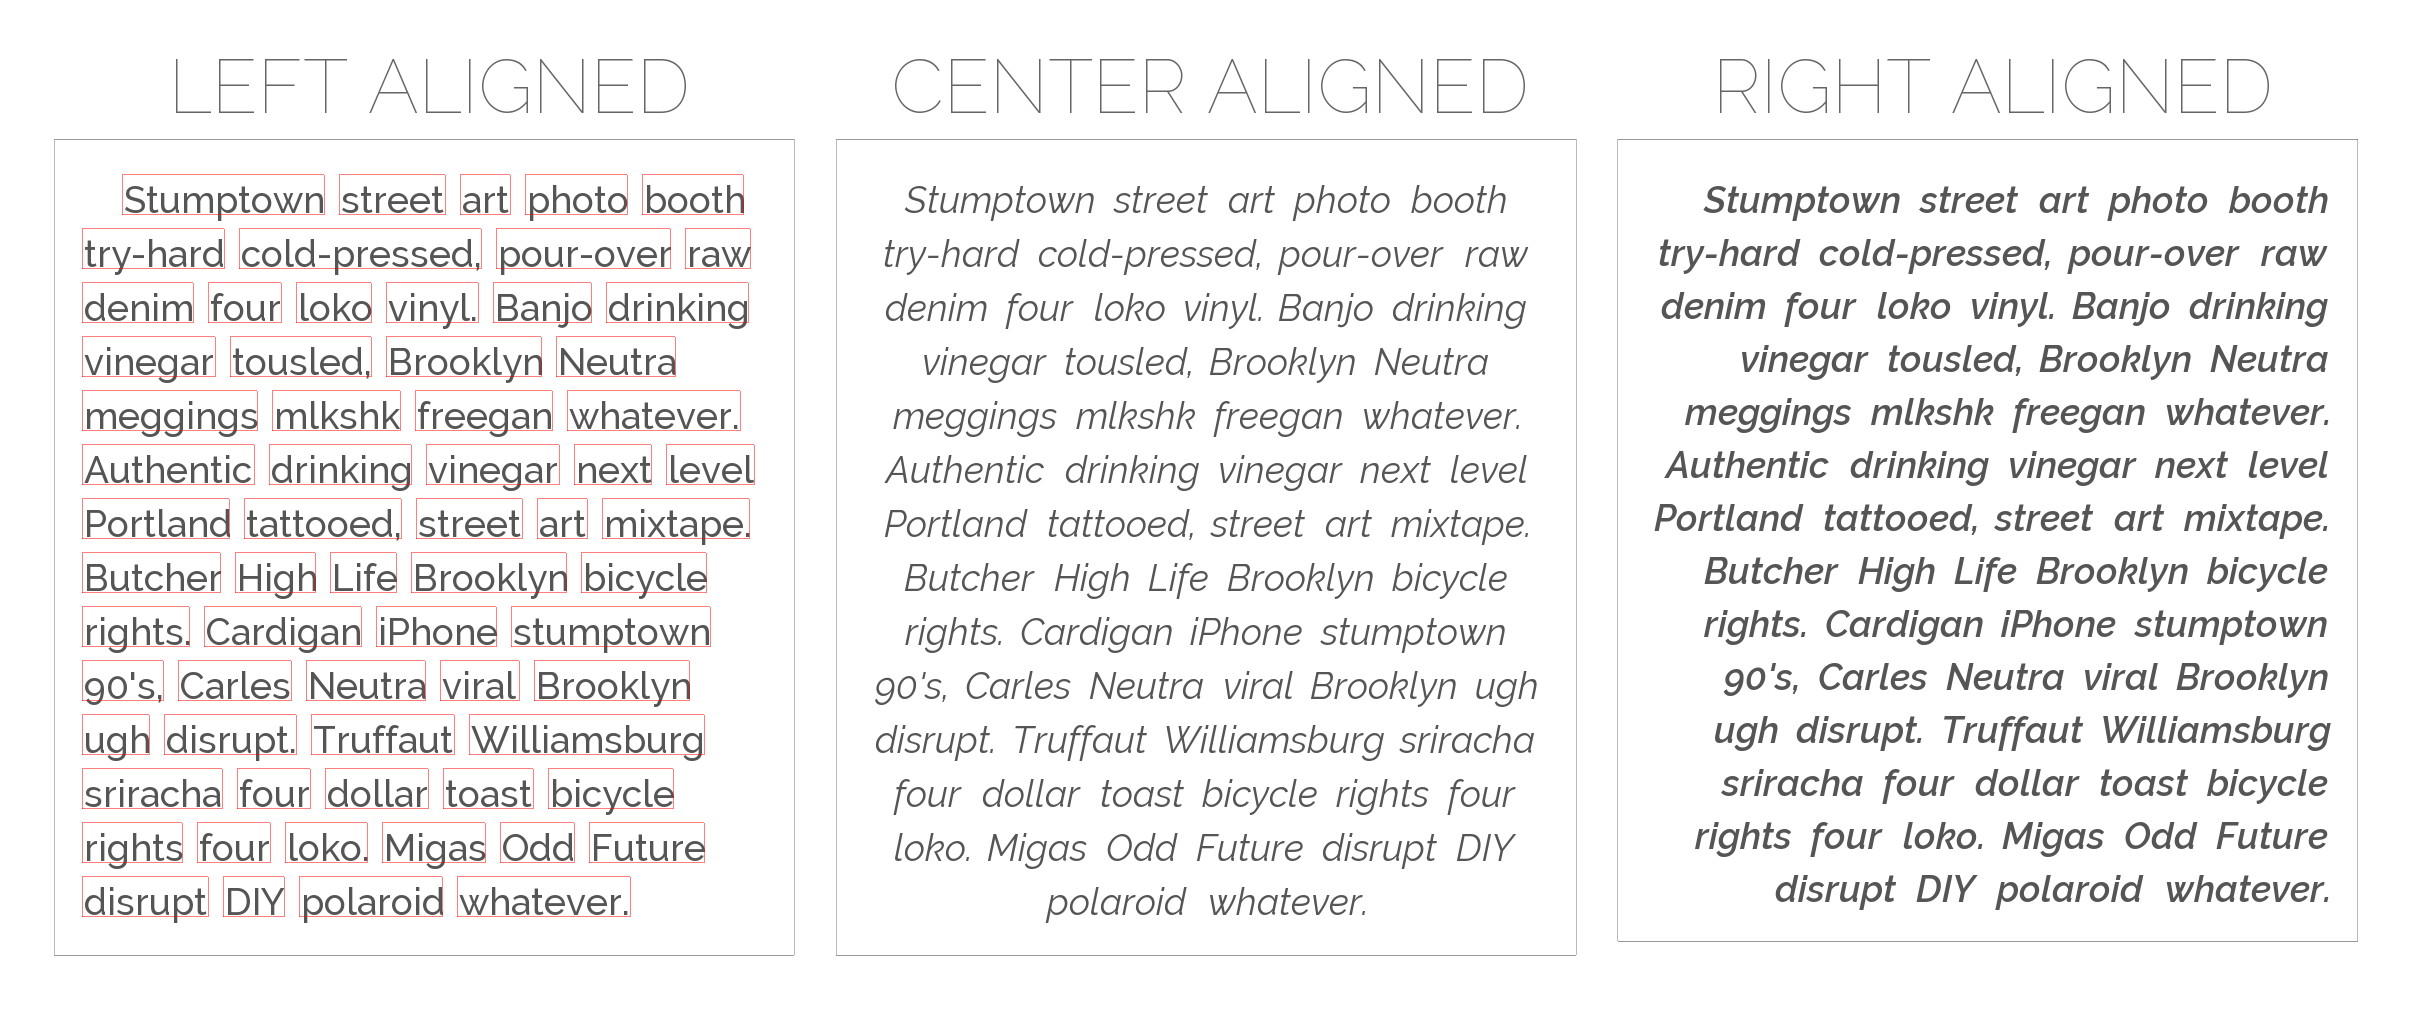 LEFT ALIGNED
Stumptown street art photo booth
try-hard cold-pressed, pour-over raw
denim four loko vinyl. Banjo drinking
vinegar tousled, Brooklyn Neutra
meggings mlkshk freegan whatever.
Authentic drinking vinegar next level
Portland tattooed, street art mixtape.
Butcher High Life Brooklyn bicycle
rights. Cardigan iPhone stumptown
90's, Carles Neutra viral Brooklyn
ugh disrupt. Truffaut Williamsburg
sriracha four dollar toast bicycle
rights four loko. Migas Odd Future
disrupt DIY polaroid whatever.
CENTER ALIGNED
Stumptown street art photo booth
try-hard cold-pressed, pour-over raw
denim four loko vinyl. Banjo drinking
vinegar tousled, Brooklyn Neutra
meggings mlkshk freegan whatever.
Authentic drinking vinegar next level
Portland tattooed, street art mixtape.
Butcher High Life Brooklyn bicycle
rights. Cardigan iPhone stumptown
90's, Carles Neutra viral Brooklyn ugh
disrupt. Truffaut Williamsburg sriracha
four dollar toast bicycle rights four
loko. Migas Odd Future disrupt DIY
polaroid whatever.
RIGHT ALIGNED
Stumptown street art photo booth
try-hard cold-pressed, pour-over raw
denim four loko vinyl. Banjo drinking
vinegar tousled, Brooklyn Neutra
meggings mlkshk freegan whatever.
Authentic drinking vinegar next level
Portland tattooed, street art mixtape.
Butcher High Life Brooklyn bicycle
rights. Cardigan iPhone stumptown
90's, Carles Neutra viral Brooklyn
ugh disrupt. Truffaut Williamsburg
sriracha four dollar toast bicycle
rights four loko. Migas Odd Future
disrupt DIY polaroid whatever.